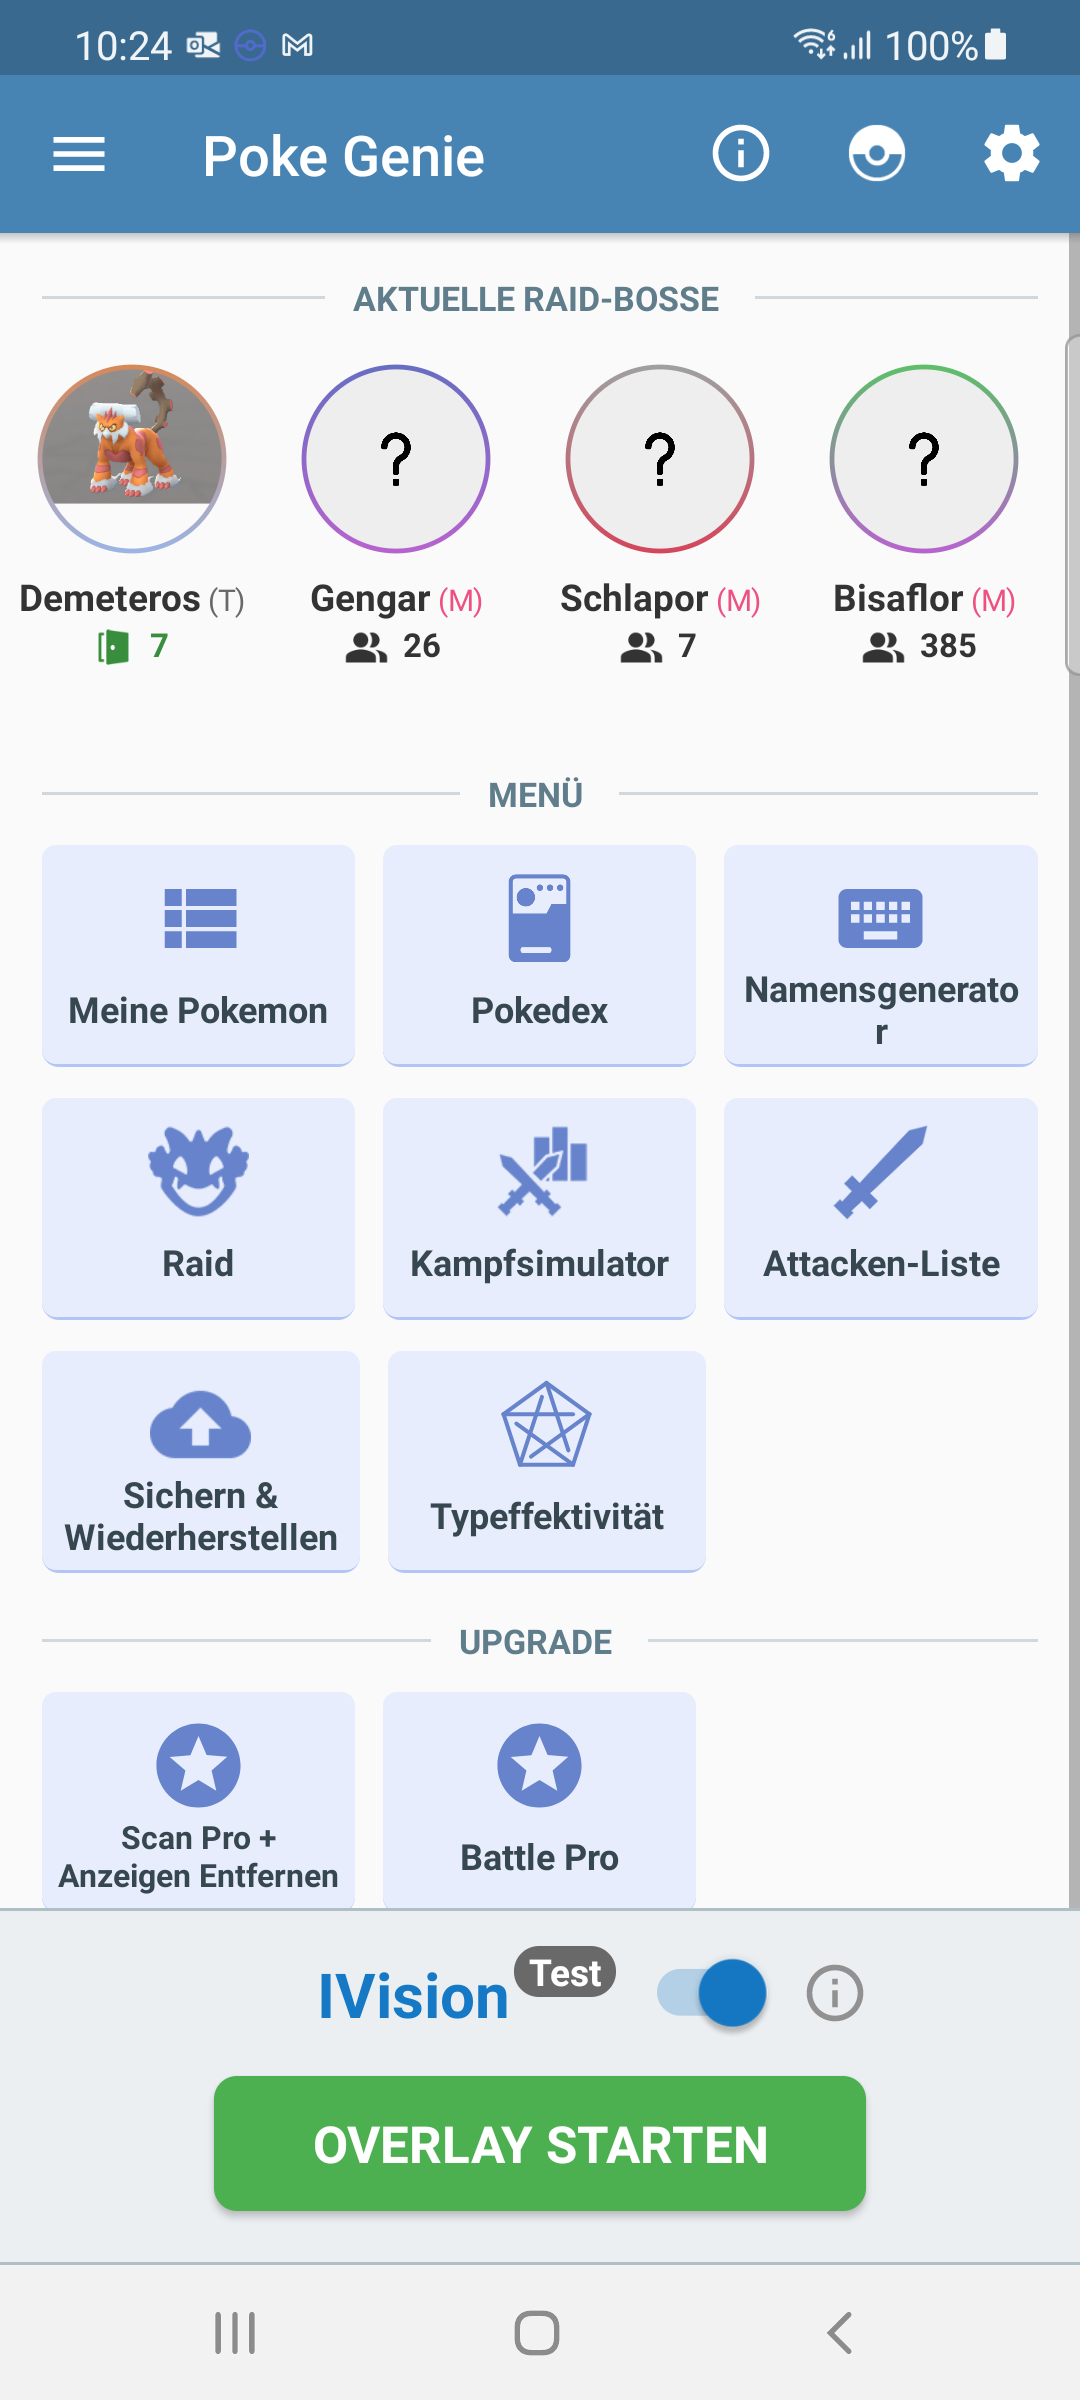 10:24
100%
Poke Genie
AKTUELLE RAID-BOSSE
? ? ?
Demeteros (T) Gengar (M) Schlapor (M) Bisaflor (M)
7 26 7 385
MENÜ
Meine Pokemon
Pokedex
Namensgenerato
r
Raid
Kampfsimulator
Attacken-Liste
Sichern &
Wiederherstellen
Typeffektivität
UPGRADE
Scan Pro +
Anzeigen Entfernen
Battle Pro
IVision Test
OVERLAY STARTEN